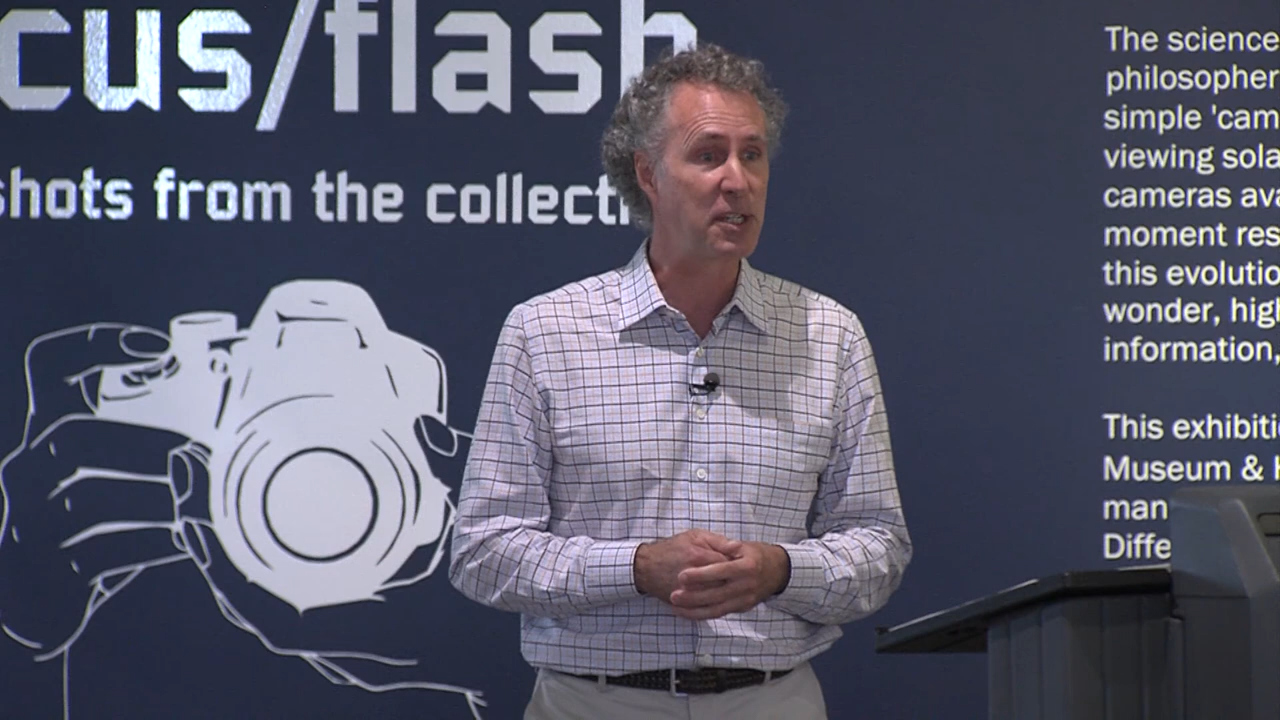 cus/flash
shots from the collecti
The science
philosopher
simple 'cam
viewing sola
cameras ava
moment res
this evolutio
wonder, high
information,
This exhibiti
Museum & H
man
Diffe